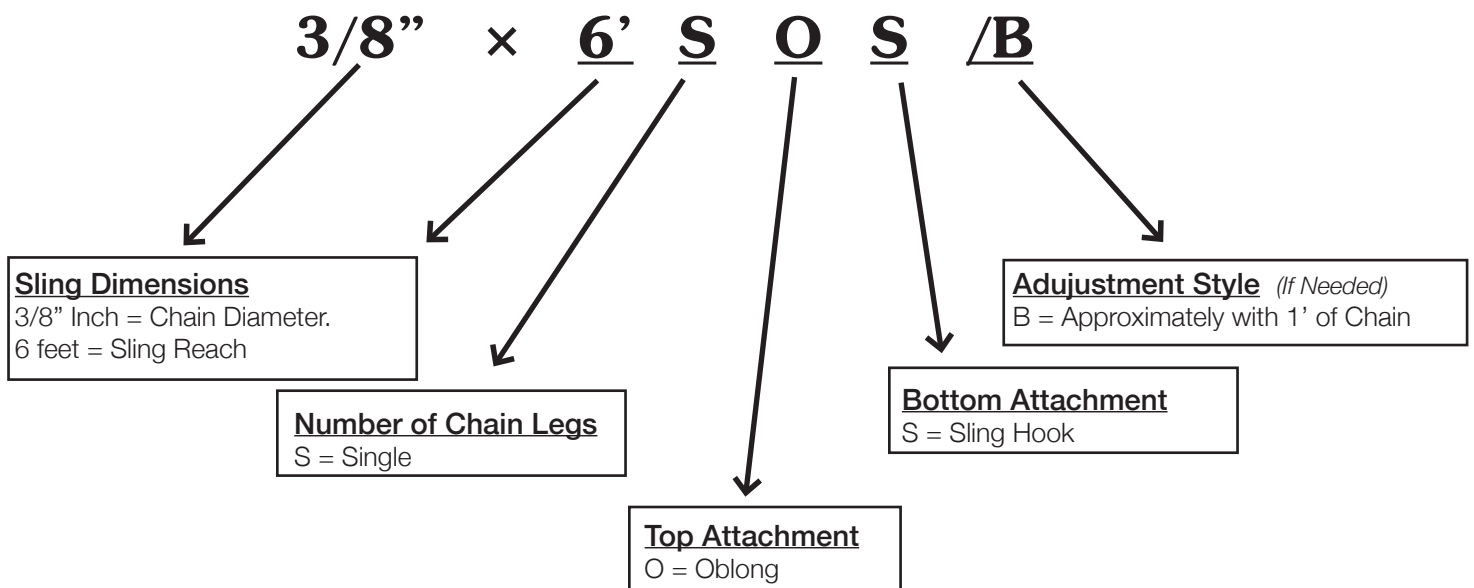 3/8” × 6’ S O S /B
Sling Dimensions
3/8” Inch = Chain Diameter.
6 feet = Sling Reach
Number of Chain Legs
S = Single
Top Attachment
O = Oblong
Bottom Attachment
S = Sling Hook
Adujustment Style (If Needed)
B = Approximately with 1’ of Chain